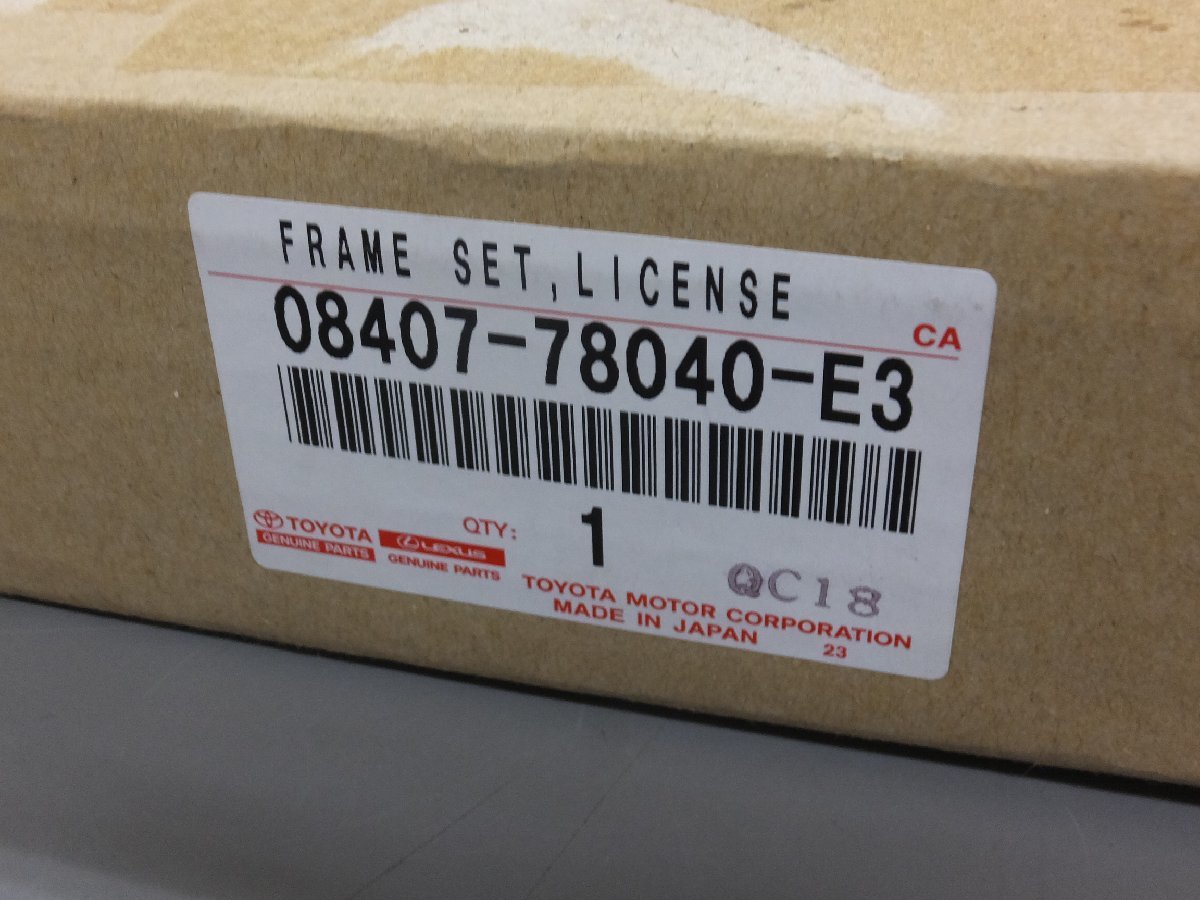 FRAME SET,LICENSE
CA
08407-78040-E3
QTY: 1
TOYOTA
GENUINE PARTS
LEXUS
GENUINE PARTS
QC18
TOYOTA MOTOR CORPORATION
MADE IN JAPAN
23